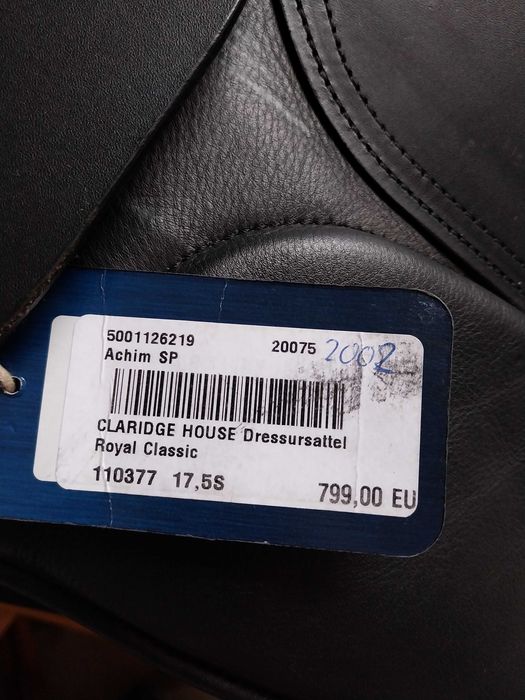 5001126219 20075 2002
Achim SP
CLARIDGE HOUSE Dressursattel
Royal Classic
110377 17,5S 799,00 EU